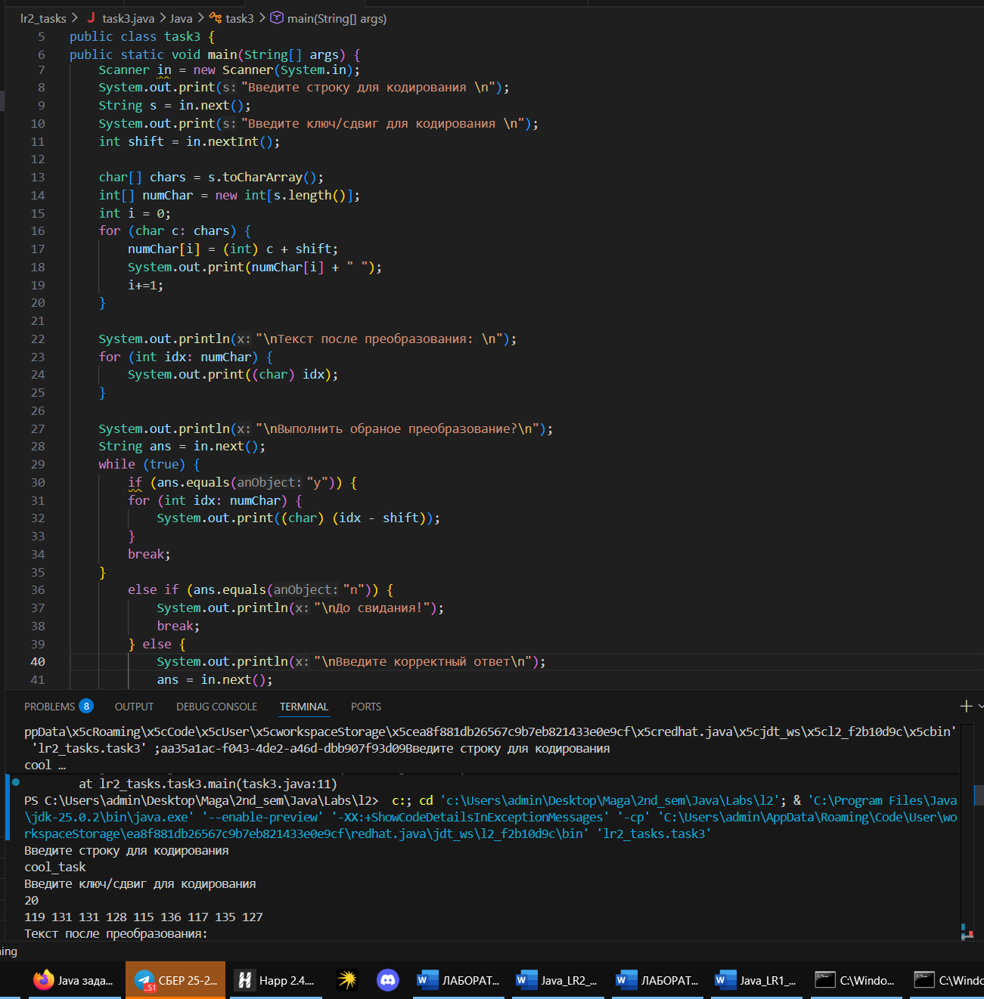 lr2_tasks > J task3.java > Java > task3 > main(String[] args)
5 public class task3 {
6 public static void main(String[] args) {
7 Scanner in = new Scanner(System.in);
8 System.out.print(s: "Введите строку для кодирования \n");
9 String s = in.next();
10 System.out.print(s: "Введите ключ/сдвиг для кодирования \n");
11 int shift = in.nextInt();
12
13 char[] chars = s.toCharArray();
14 int[] numChar = new int[s.length()];
15 int i = 0;
16 for (char c: chars) {
17 numChar[i] = (int) c + shift;
18 System.out.print(numChar[i] + " ");
19 i+=1;
20 }
21
22 System.out.println(x: "\nТекст после преобразования: \n");
23 for (int idx: numChar) {
24 System.out.print((char) idx);
25 }
26
27 System.out.println(x: "\nВыполнить обраное преобразование?\n");
28 String ans = in.next();
29 while (true) {
30 if (ans.equals(anObject: "y")) {
31 for (int idx: numChar) {
32 System.out.print((char) (idx - shift));
33 }
34 break;
35 }
36 else if (ans.equals(anObject: "n")) {
37 System.out.println(x: "\nДо свидания!");
38 break;
39 } else {
40 System.out.println(x: "\nВведите корректный ответ\n");
41 ans = in.next();
PROBLEMS 8 OUTPUT DEBUG CONSOLE TERMINAL PORTS
ppData\x5cRoaming\x5cCode\x5cUser\x5cworkspaceStorage\x5cea8f881db26567c9b7eb821433e0e9cf\x5credhat.java\x5cjdt_ws\x5cl2_f2b10d9c\x5cbin'
'lr2_tasks.task3' ;aa35a1ac-f043-4de2-a46d-dbb907f93d09Введите строку для кодирования
cool …
at lr2_tasks.task3.main(task3.java:11)
PS C:\Users\admin\Desktop\Maga\2nd_sem\Java\Labs\l2> c:; cd 'c:\Users\admin\Desktop\Maga\2nd_sem\Java\Labs\l2'; & 'C:\Program Files\Java
\jdk-25.0.2\bin\java.exe' '--enable-preview' '-XX:+ShowCodeDetailsInExceptionMessages' '-cp' 'C:\Users\admin\AppData\Roaming\Code\User\wo
rkspaceStorage\ea8f881db26567c9b7eb821433e0e9cf\redhat.java\jdt_ws\l2_f2b10d9c\bin' 'lr2_tasks.task3'
Введите строку для кодирования
cool_task
Введите ключ/сдвиг для кодирования
20
119 131 131 128 115 136 117 135 127
Текст после преобразования:
ing
Java зада... 51 СБЕР 25-2... Happ 2.4.... ЛАБОРАТ... Java_LR2_... ЛАБОРАТ... Java_LR1_... C:\Windo... C:\Windo